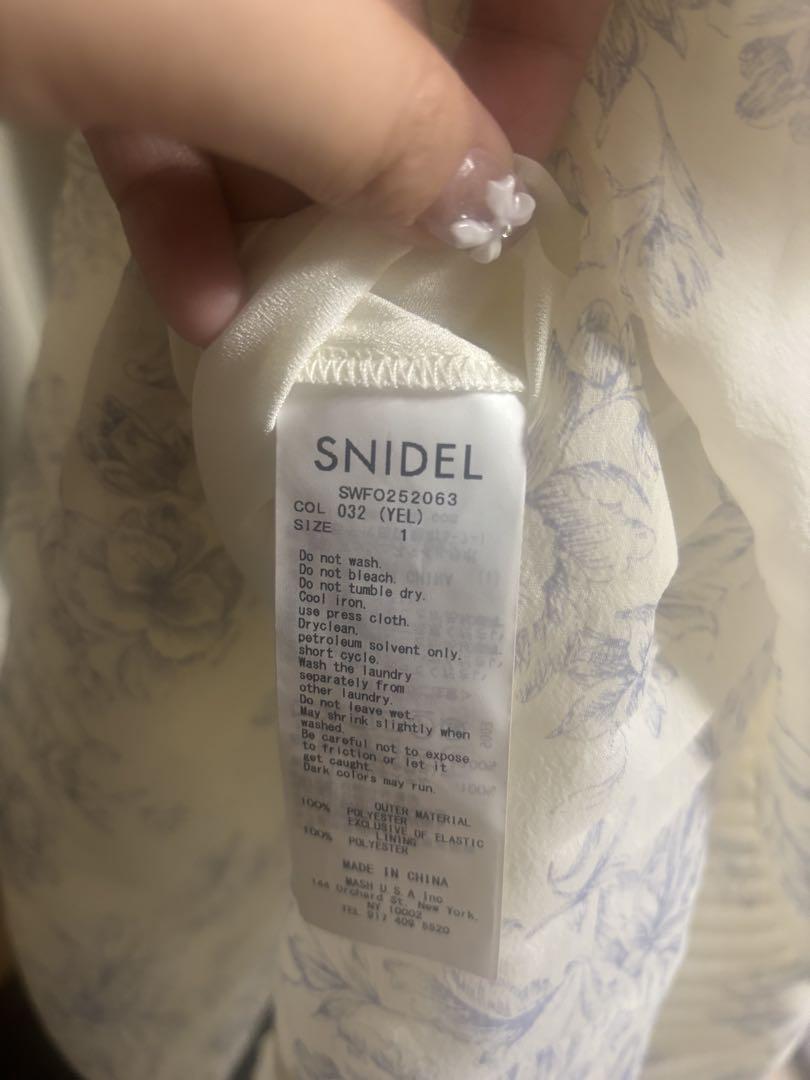 SNIDEL
SWFO252063
COL 032 (YEL)
SIZE 1
Do not wash.
Do not bleach.
Do not tumble dry.
Cool iron.
use press cloth.
Dryclean,
petroleum solvent only.
short cycle.
Wash the laundry
separately from
other laundry.
Do not leave wet.
May shrink slightly when
washed.
Be careful not to expose
to friction or let it
get caught.
Dark colors may run.
OUTER MATERIAL
100% POLYESTER
EXCLUSIVE OF ELASTIC
LINING
100% POLYESTER
MADE IN CHINA
MASH U.S.A Inc
144 Orchard St. New York,
NY 10002
TEL 917 409 5520